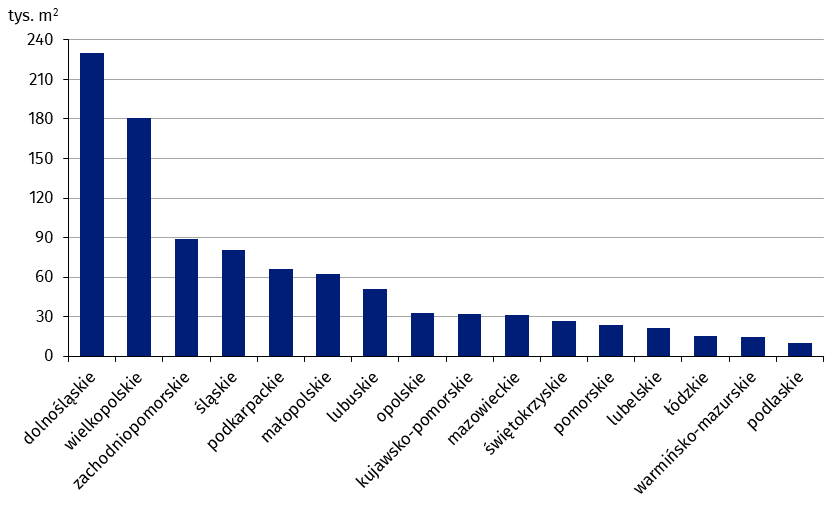 tys. m²
240
210
180
150
120
90
60
30
0
dolnośląskie
wielkopolskie
zachodniopomorskie
śląskie
podkarpackie
małopolskie
lubuskie
opolskie
kujawsko-pomorskie
mazowieckie
świętokrzyskie
pomorskie
lubelskie
łódzkie
warmińsko-mazurskie
podlaskie